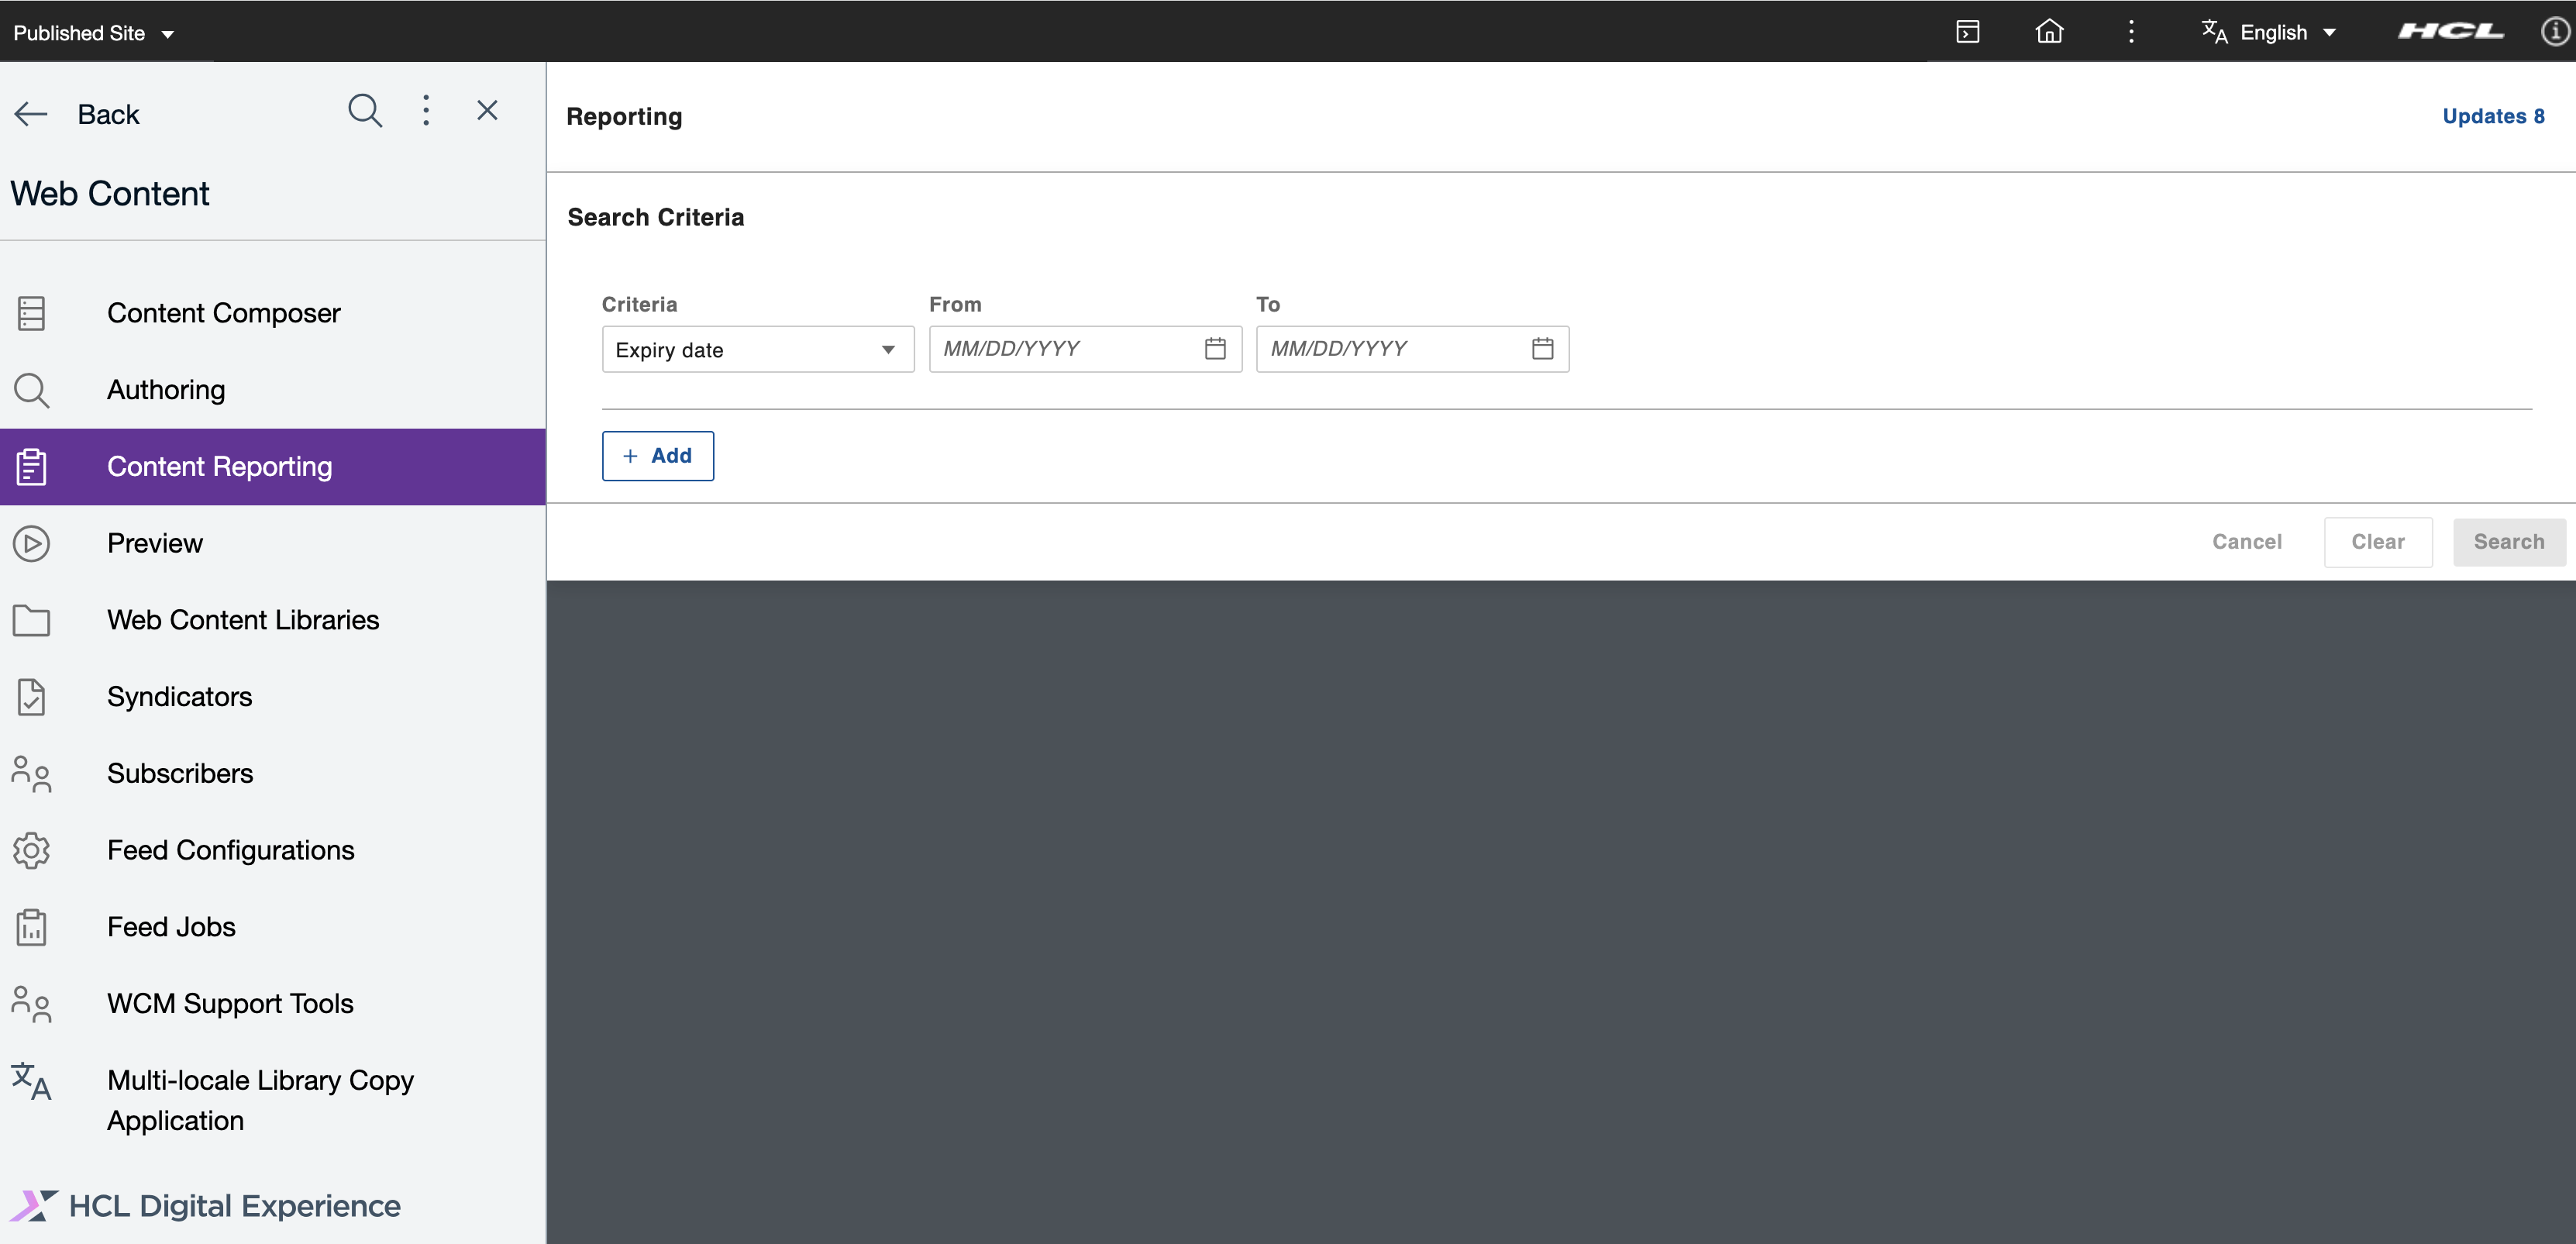 Published Site
English
HCL
Back
Web Content
Content Composer
Authoring
Content Reporting
Preview
Web Content Libraries
Syndicators
Subscribers
Feed Configurations
Feed Jobs
WCM Support Tools
Multi-locale Library Copy
Application
HCL Digital Experience
Reporting
Updates 8
Search Criteria
Criteria From To
Expiry date MM/DD/YYYY MM/DD/YYYY
+ Add
Cancel Clear Search